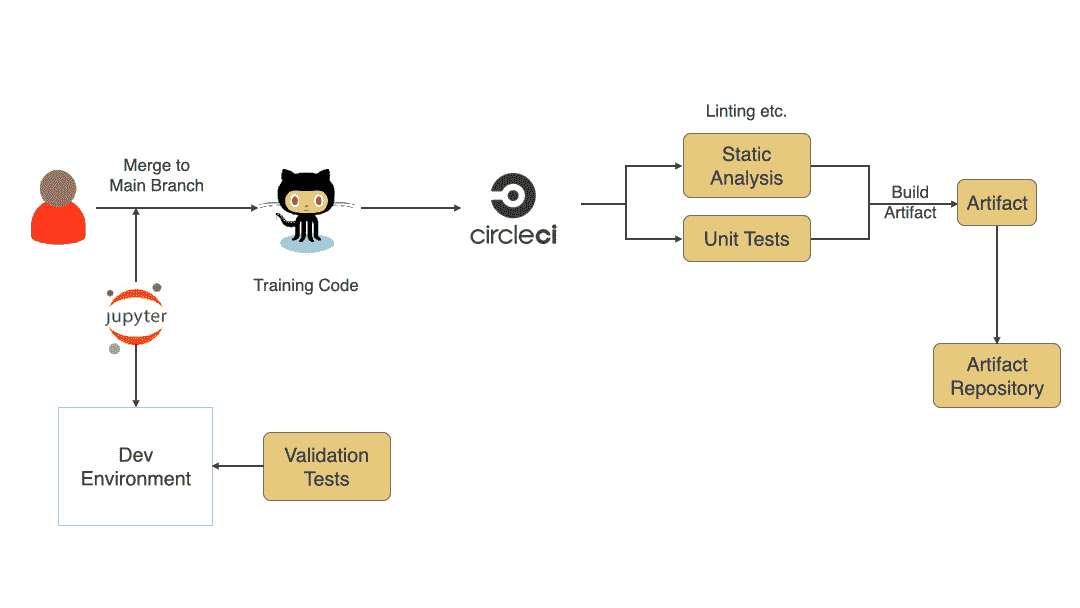 Linting etc.
Merge to
Main Branch
Static
Analysis
Build
Artifact
Artifact
circleci
Unit Tests
Training Code
jupyter
Artifact
Repository
Dev
Environment
Validation
Tests